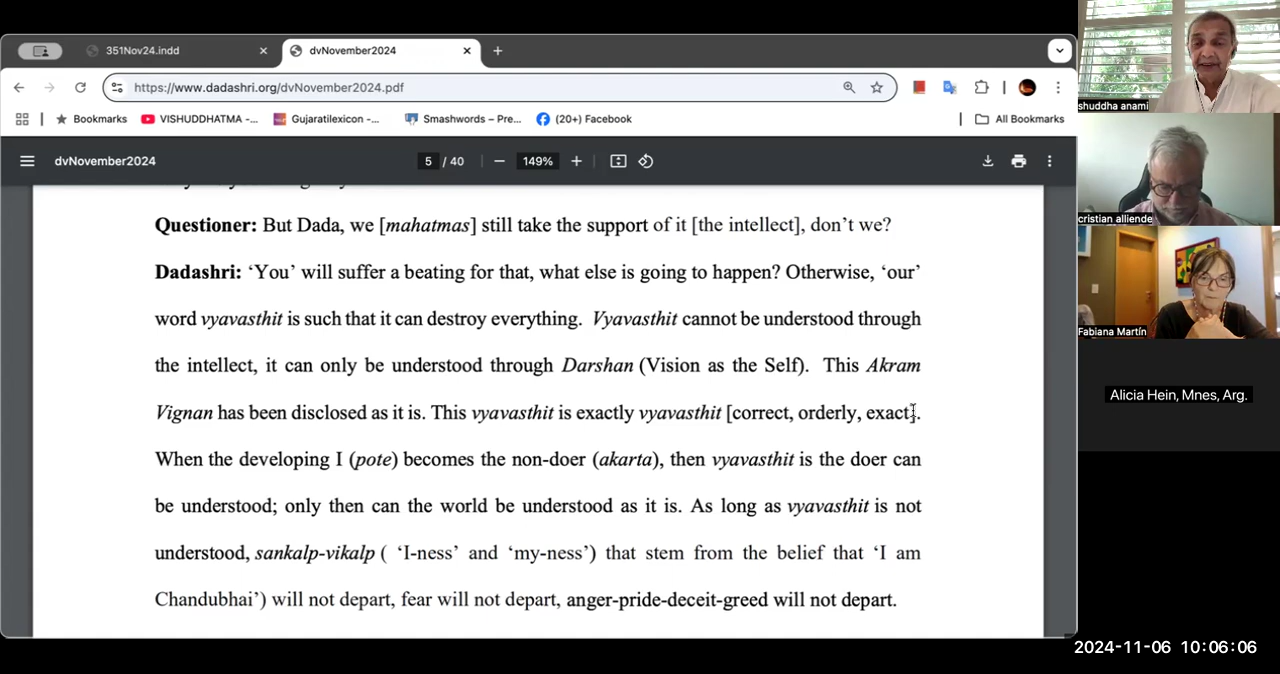 351Nov24.indd
dvNovember2024
https://www.dadashri.org/dvNovember2024.pdf
Bookmarks
VISHUDDHATMA -...
Gujaratilexicon -...
Smashwords – Pre...
(20+) Facebook
All Bookmarks
dvNovember2024
5 / 40
149%
Questioner: But Dada, we [mahatmas] still take the support of it [the intellect], don’t we?
Dadashri: ‘You’ will suffer a beating for that, what else is going to happen? Otherwise, ‘our’
word vyavasthit is such that it can destroy everything. Vyavasthit cannot be understood through
the intellect, it can only be understood through Darshan (Vision as the Self). This Akram
Vignan has been disclosed as it is. This vyavasthit is exactly vyavasthit [correct, orderly, exact].
When the developing I (pote) becomes the non-doer (akarta), then vyavasthit is the doer can
be understood; only then can the world be understood as it is. As long as vyavasthit is not
understood, sankalp-vikalp ( ‘I-ness’ and ‘my-ness’) that stem from the belief that ‘I am
Chandubhai’) will not depart, fear will not depart, anger-pride-deceit-greed will not depart.
shuddha anami
cristian alliende
Fabiana Martín
Alicia Hein, Mnes, Arg.
2024-11-06 10:06:06